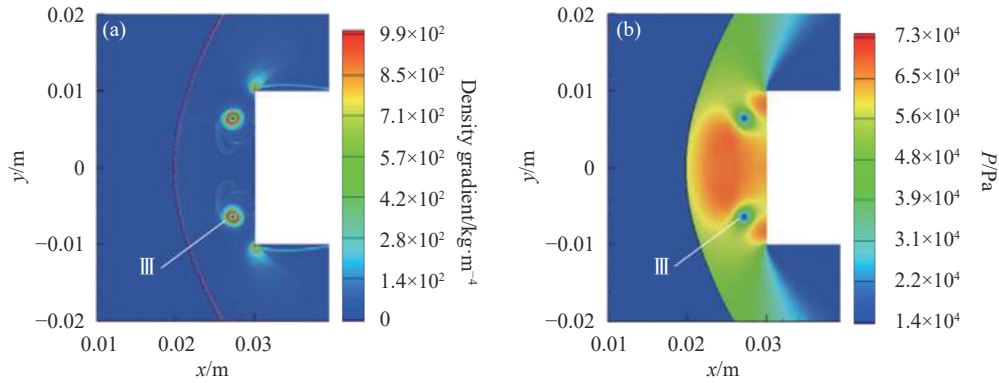 (a)
0.02
0.01
0
−0.01
−0.02
y/m
0.01 0.02 0.03
x/m
Ⅲ
9.9×10²
8.5×10²
7.1×10²
5.7×10²
4.2×10²
2.8×10²
1.4×10²
0
Density gradient/kg·m⁻⁴
(b)
0.02
0.01
0
−0.01
−0.02
y/m
0.01 0.02 0.03
x/m
Ⅲ
7.3×10⁴
6.5×10⁴
5.6×10⁴
4.8×10⁴
3.9×10⁴
3.1×10⁴
2.2×10⁴
1.4×10⁴
P/Pa